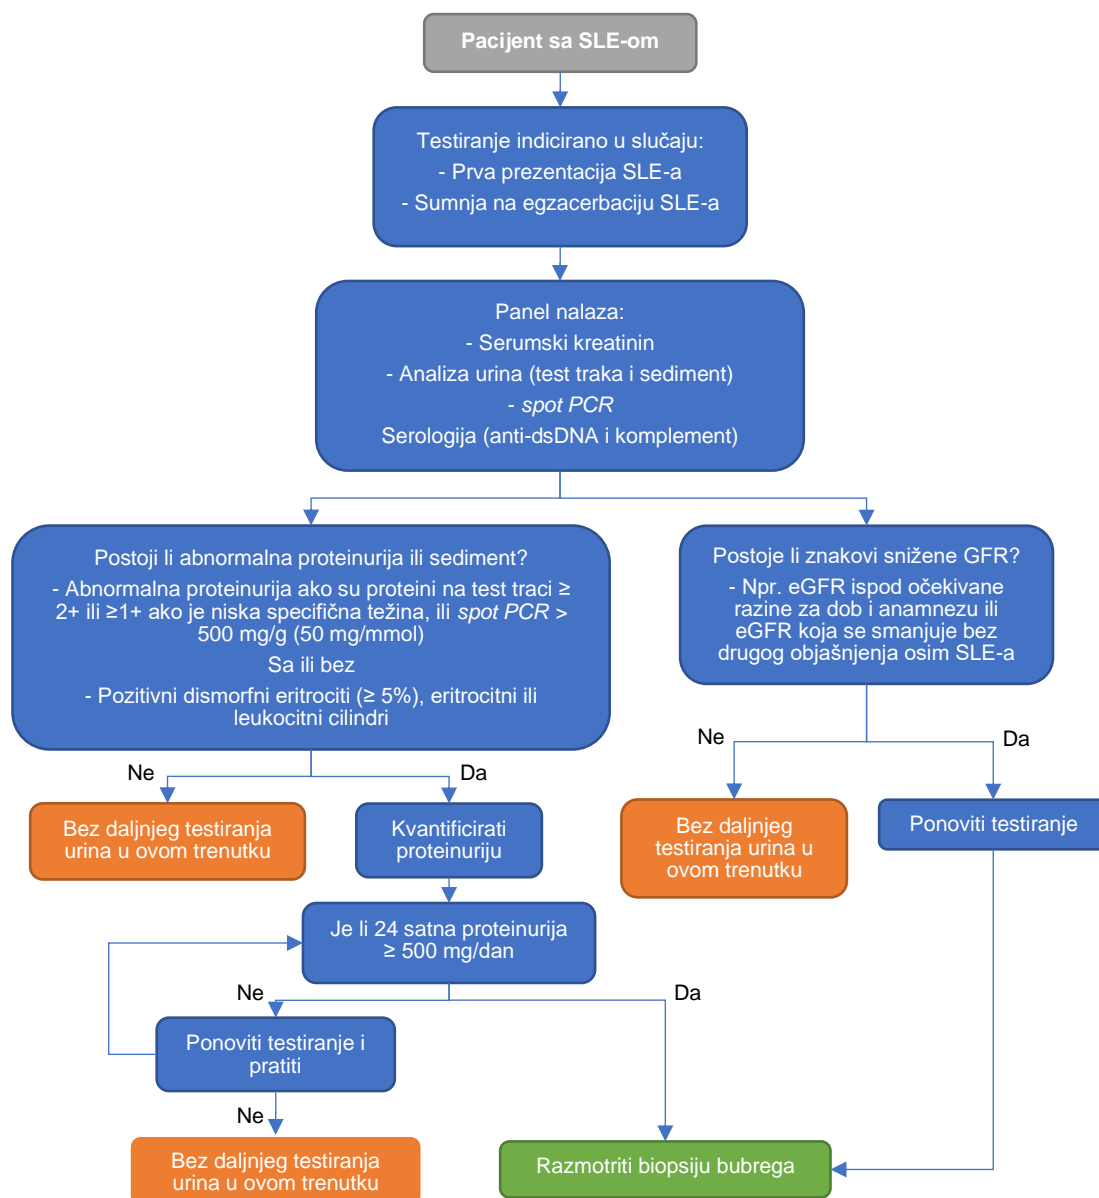 Pacijent sa SLE-om
Testiranje indicirano u slučaju:
- Prva prezentacija SLE-a
- Sumnja na egzacerbaciju SLE-a
Panel nalaza:
- Serumski kreatinin
- Analiza urina (test traka i sediment)
- spot PCR
Serologija (anti-dsDNA i komplement)
Postoji li abnormalna proteinurija ili sediment?
- Abnormalna proteinurija ako su proteini na test traci ≥
2+ ili ≥1+ ako je niska specifična težina, ili spot PCR >
500 mg/g (50 mg/mmol)
Sa ili bez
- Pozitivni dismorfni eritrociti (≥ 5%), eritrocitni ili
leukocitni cilindri
Postoje li znakovi snižene GFR?
- Npr. eGFR ispod očekivane
razine za dob i anamnezu ili
eGFR koja se smanjuje bez
drugog objašnjenja osim SLE-a
Ne
Da
Ne
Da
Bez daljnjeg testiranja
urina u ovom trenutku
Kvantificirati
proteinuriju
Bez daljnjeg
testiranja urina u
ovom trenutku
Ponoviti testiranje
Je li 24 satna proteinurija
≥ 500 mg/dan
Ne
Da
Ponoviti testiranje i
pratiti
Ne
Bez daljnjeg testiranja
urina u ovom trenutku
Razmotriti biopsiju bubrega